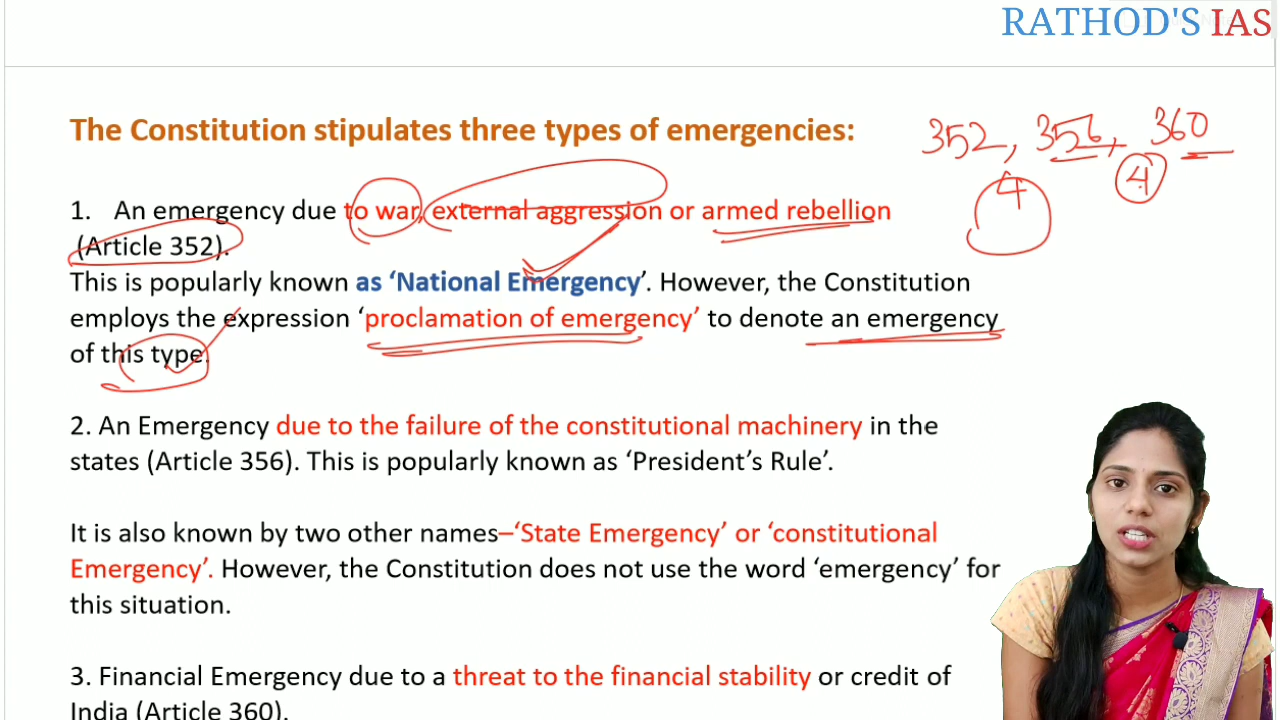 RATHOD'S IAS
The Constitution stipulates three types of emergencies:
352, 356, 360
4 4
1. An emergency due to war, external aggression or armed rebellion
(Article 352).
This is popularly known as ‘National Emergency’. However, the Constitution
employs the expression ‘proclamation of emergency’ to denote an emergency
of this type.
2. An Emergency due to the failure of the constitutional machinery in the
states (Article 356). This is popularly known as ‘President’s Rule’.
It is also known by two other names–‘State Emergency’ or ‘constitutional
Emergency’. However, the Constitution does not use the word ‘emergency’ for
this situation.
3. Financial Emergency due to a threat to the financial stability or credit of
India (Article 360).